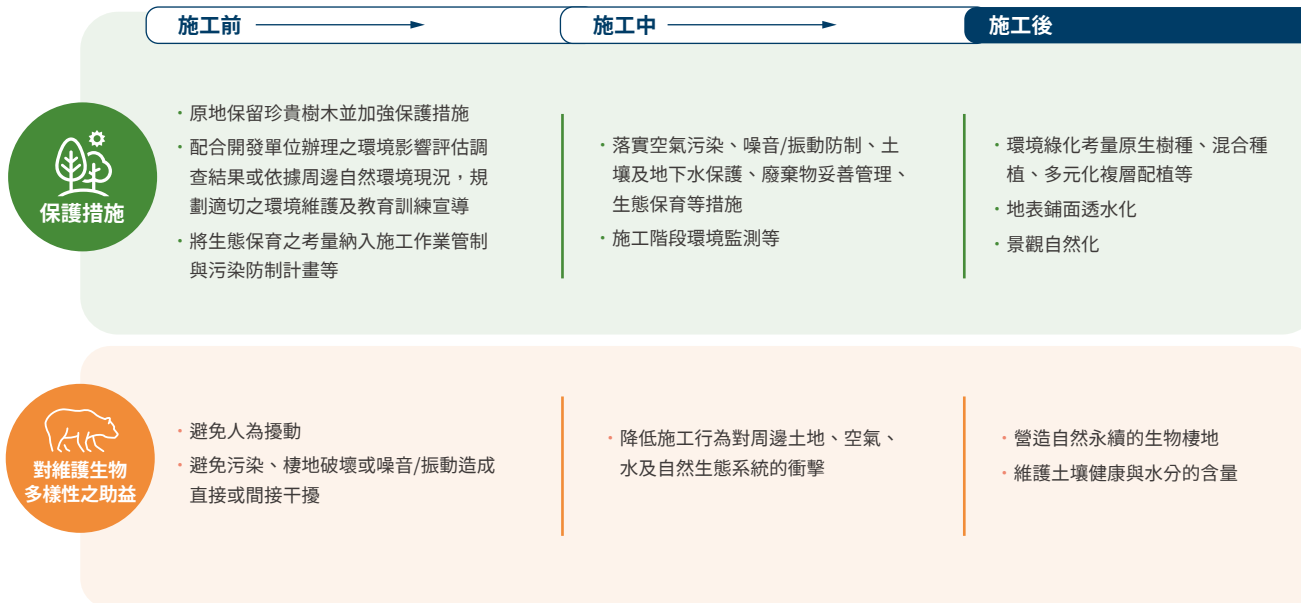 施工前
施工中
施工後
保護措施
・原地保留珍貴樹木並加強保護措施
・配合開發單位辦理之環境影響評估調
查結果或依據周邊自然環境現況，規
劃適切之環境維護及教育訓練宣導
・將生態保育之考量納入施工作業管制
與污染防制計畫等
・落實空氣污染、噪音/振動防制、土
壤及地下水保護、廢棄物妥善管理、
生態保育等措施
・施工階段環境監測等
・環境綠化考量原生樹種、混合種
植、多元化複層配植等
・地表鋪面透水化
・景觀自然化
對維護生物
多樣性之助益
・避免人為擾動
・避免污染、棲地破壞或噪音/振動造成
直接或間接干擾
・降低施工行為對周邊土地、空氣、
水及自然生態系統的衝擊
・營造自然永續的生物棲地
・維護土壤健康與水分的含量